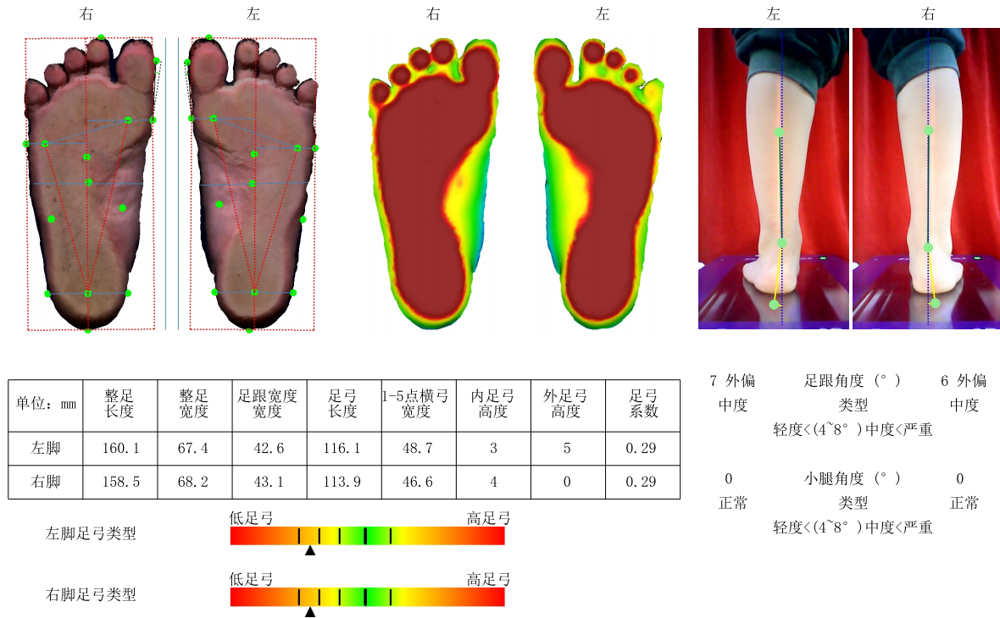 右 左 右 左 左 右
单位: mm 整足长度 整足宽度 足跟宽度宽度 足弓长度 1-5点横弓宽度 内足弓高度 外足弓高度 足弓系数
左脚 160.1 67.4 42.6 116.1 48.7 3 5 0.29
右脚 158.5 68.2 43.1 113.9 46.6 4 0 0.29
低足弓 高足弓
左脚足弓类型
低足弓 高足弓
右脚足弓类型
7 外偏 足跟角度 (°) 6 外偏
中度 类型 中度
轻度<(4~8°)中度<严重
0 小腿角度 (°) 0
正常 类型 正常
轻度<(4~8°)中度<严重